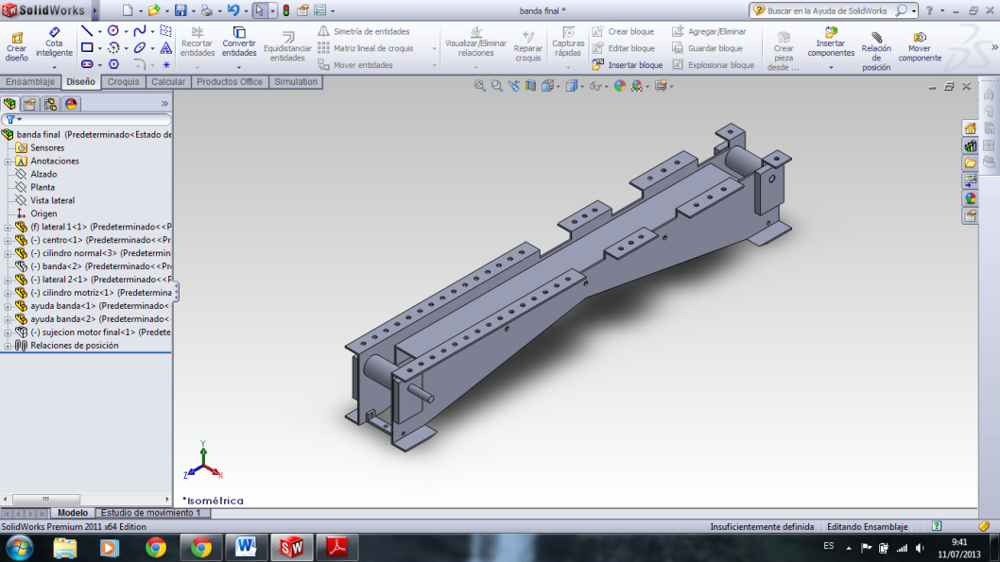 SolidWorks
banda final *
Buscar en la Ayuda de SolidWorks
Crear diseño
Cota inteligente
Recortar entidades
Convertir entidades
Equidistanciar entidades
Simetría de entidades
Matriz lineal de croquis
Mover entidades
Visualizar/Eliminar relaciones
Reparar croquis
Capturas rápidas
Crear bloque
Editar bloque
Insertar bloque
Agregar/Eliminar
Guardar bloque
Explosionar bloque
Crear pieza desde ...
Insertar componentes
Relación de posición
Mover componente
Ensamblaje Diseño Croquis Calcular Productos Office Simulation
banda final (Predeterminado<Estado de
Sensores
Anotaciones
Alzado
Planta
Vista lateral
Origen
(f) lateral 1<1> (Predeterminado<<P
(-) centro<1> (Predeterminado<<Pr
(-) cilindro normal<3> (Predetermin
(-) banda<2> (Predeterminado<<Pr
(-) lateral 2<1> (Predeterminado<<F
(-) cilindro motriz<1> (Predetermina
ayuda banda<1> (Predeterminado<
ayuda banda<2> (Predeterminado<
(-) sujecion motor final<1> (Predete
Relaciones de posición
Y
Z X
*Isométrica
Modelo Estudio de movimiento 1
SolidWorks Premium 2011 x64 Edition
Insuficientemente definida Editando Ensamblaje
ES
9:41
11/07/2013